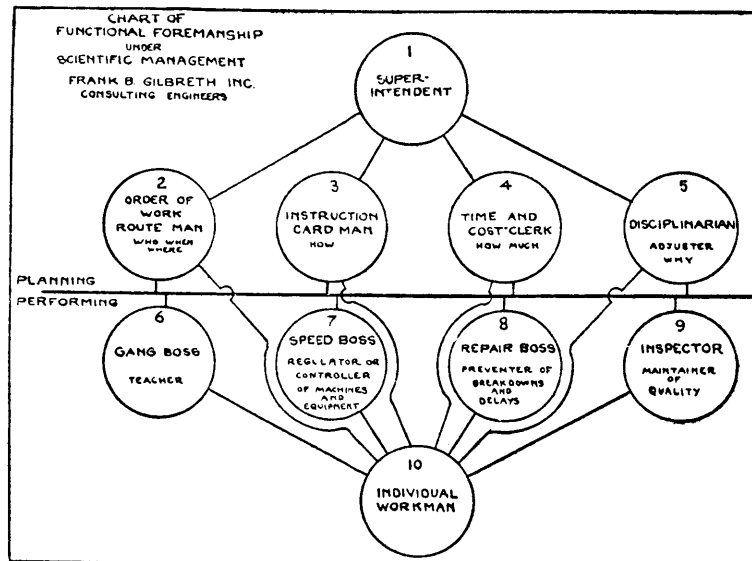 CHART OF
FUNCTIONAL FOREMANSHIP
UNDER
SCIENTIFIC MANAGEMENT
FRANK B. GILBRETH INC.
CONSULTING ENGINEERS
1
SUPER-
INTENDENT
2
ORDER OF
WORK
ROUTE MAN
WHO WHEN
WHERE
3
INSTRUCTION
CARD MAN
HOW
4
TIME AND
COST CLERK
HOW MUCH
5
DISCIPLINARIAN
ADJUSTER
WHY
PLANNING
PERFORMING
6
GANG BOSS
TEACHER
7
SPEED BOSS
REGULATOR OR
CONTROLLER
OF MACHINES
AND
EQUIPMENT
8
REPAIR BOSS
PREVENTER OF
BREAKDOWNS
AND
DELAYS
9
INSPECTOR
MAINTAINER
OF
QUALITY
10
INDIVIDUAL
WORKMAN